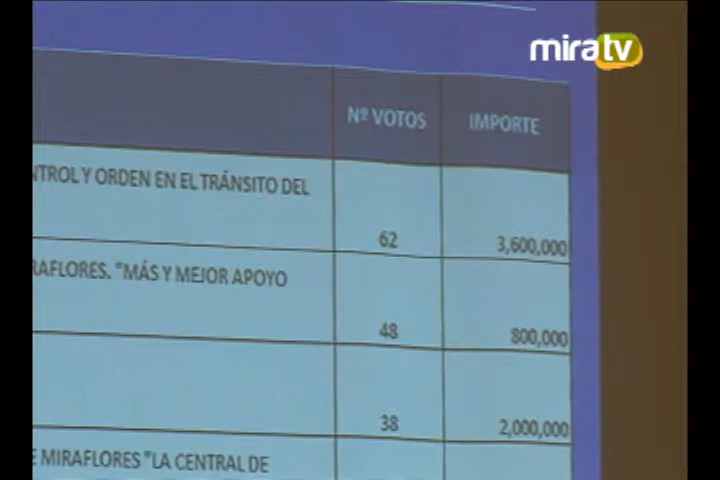 miratv
Nº VOTOS IMPORTE
NTROL Y ORDEN EN EL TRÁNSITO DEL
62 3,600,000
RAFLORES. "MÁS Y MEJOR APOYO
48 800,000
38 2,000,000
E MIRAFLORES "LA CENTRAL DE